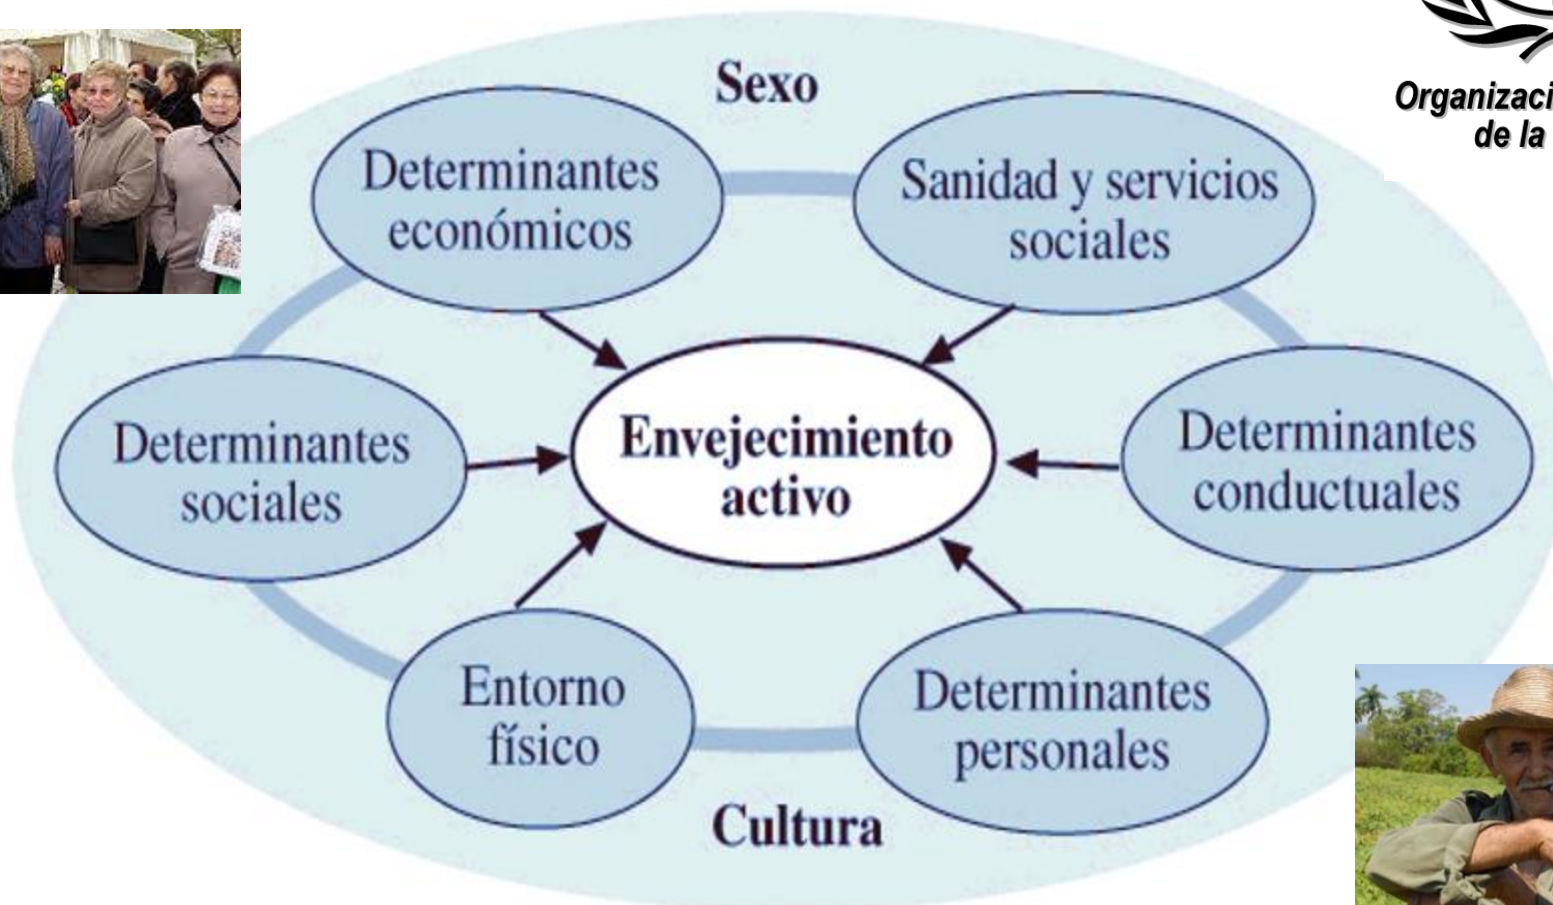 Organizaci
de la
Sexo
Determinantes
económicos
Sanidad y servicios
sociales
Determinantes
sociales
Envejecimiento
activo
Determinantes
conductuales
Entorno
físico
Determinantes
personales
Cultura